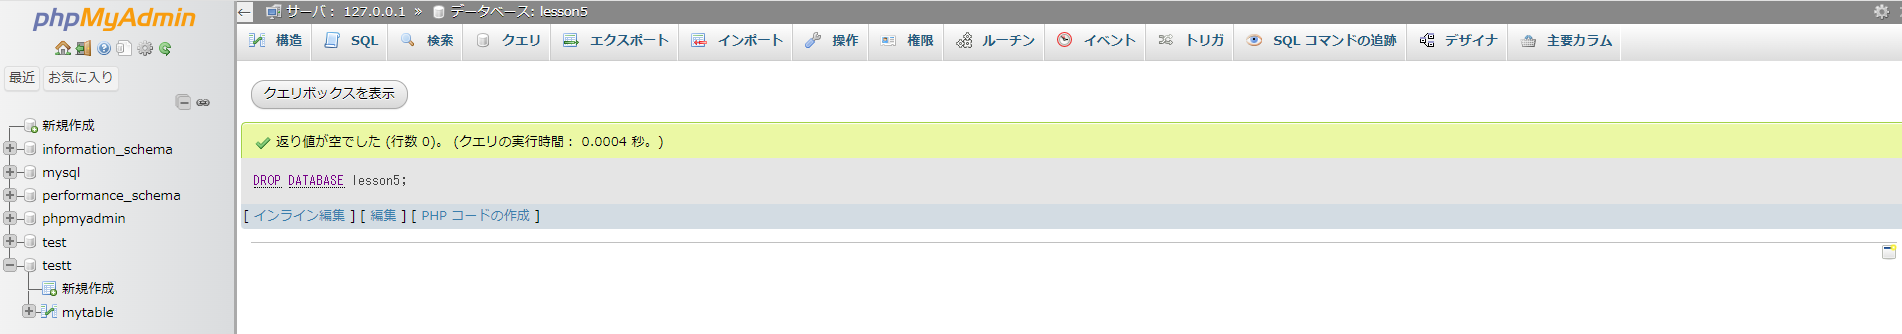 phpMyAdmin
最近 お気に入り
新規作成
information_schema
mysql
performance_schema
phpmyadmin
test
testt
新規作成
mytable
サーバ: 127.0.0.1 » データベース: lesson5
構造 SQL 検索 クエリ エクスポート インポート 操作 権限 ルーチン イベント トリガ SQL コマンドの追跡 デザイナ 主要カラム
クエリボックスを表示
返り値が空でした (行数 0)。 (クエリの実行時間: 0.0004 秒。)
DROP DATABASE lesson5;
[ インライン編集 ] [ 編集 ] [ PHP コードの作成 ]